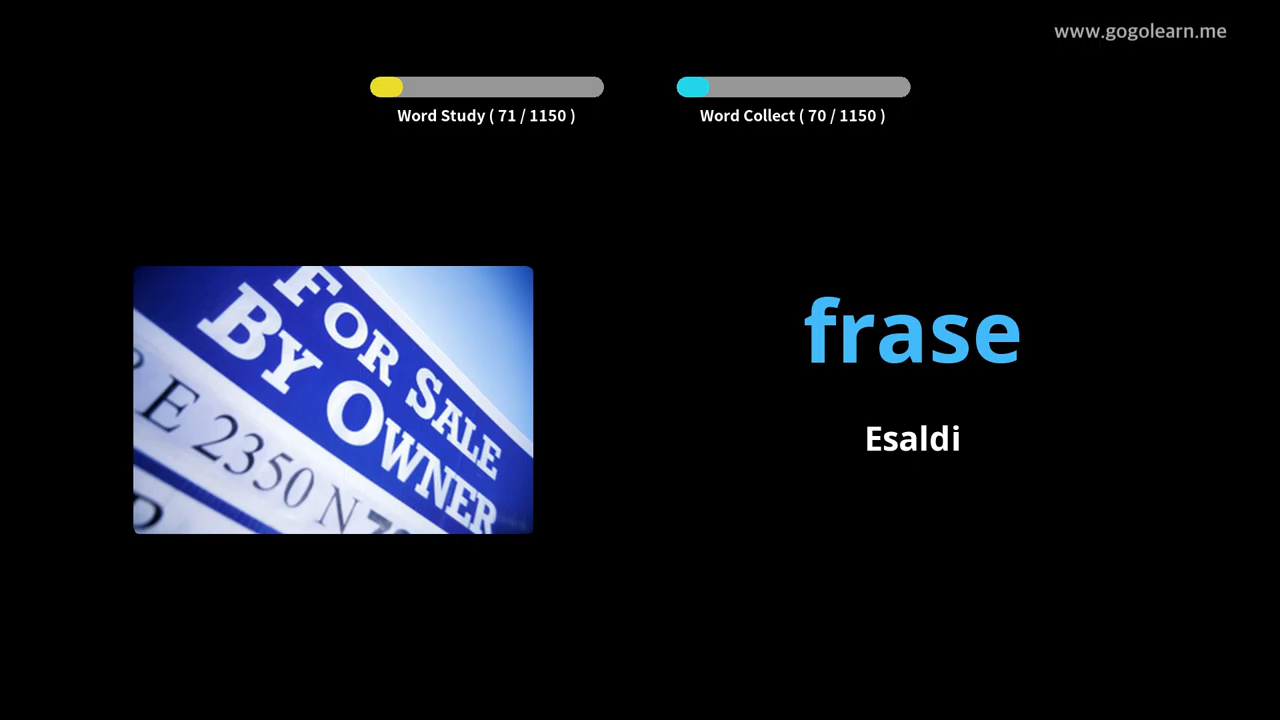 www.gogolearn.me
Word Study ( 71 / 1150 )
Word Collect ( 70 / 1150 )
FOR SALE
BY OWNER
E 2350 N
frase
Esaldi